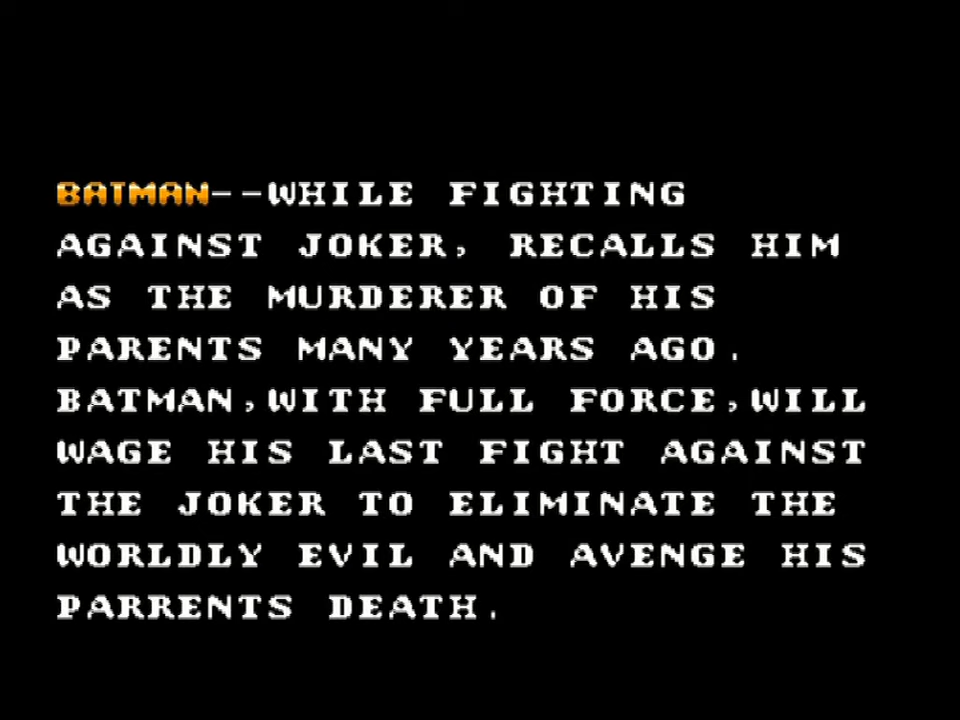 BATMAN--WHILE FIGHTING
AGAINST JOKER, RECALLS HIM
AS THE MURDERER OF HIS
PARENTS MANY YEARS AGO.
BATMAN,WITH FULL FORCE,WILL
WAGE HIS LAST FIGHT AGAINST
THE JOKER TO ELIMINATE THE
WORLDLY EVIL AND AVENGE HIS
PARRENTS DEATH.